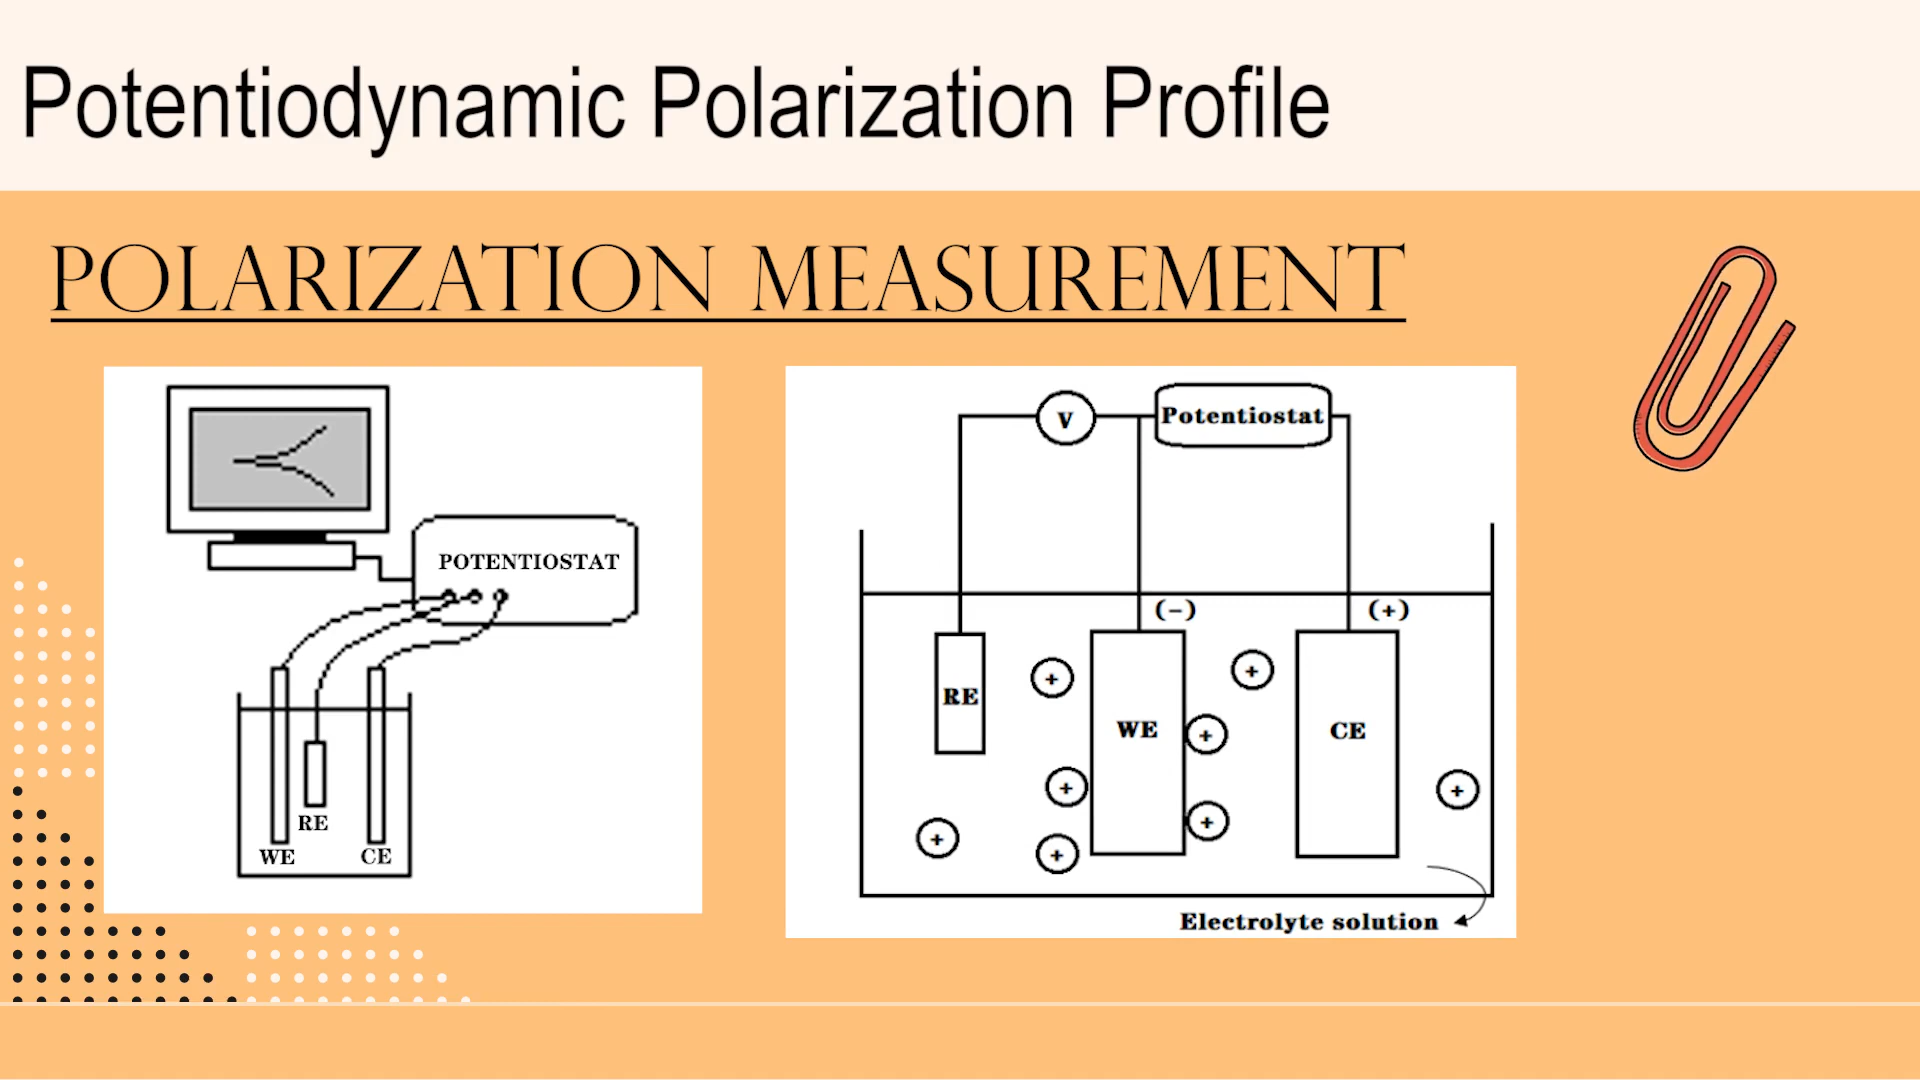 Potentiodynamic Polarization Profile
POLARIZATION MEASUREMENT
POTENTIOSTAT
RE
WE
CE
V
Potentiostat
(−)
(+)
RE
WE
CE
+
+
+
+
+
+
+
+
Electrolyte solution